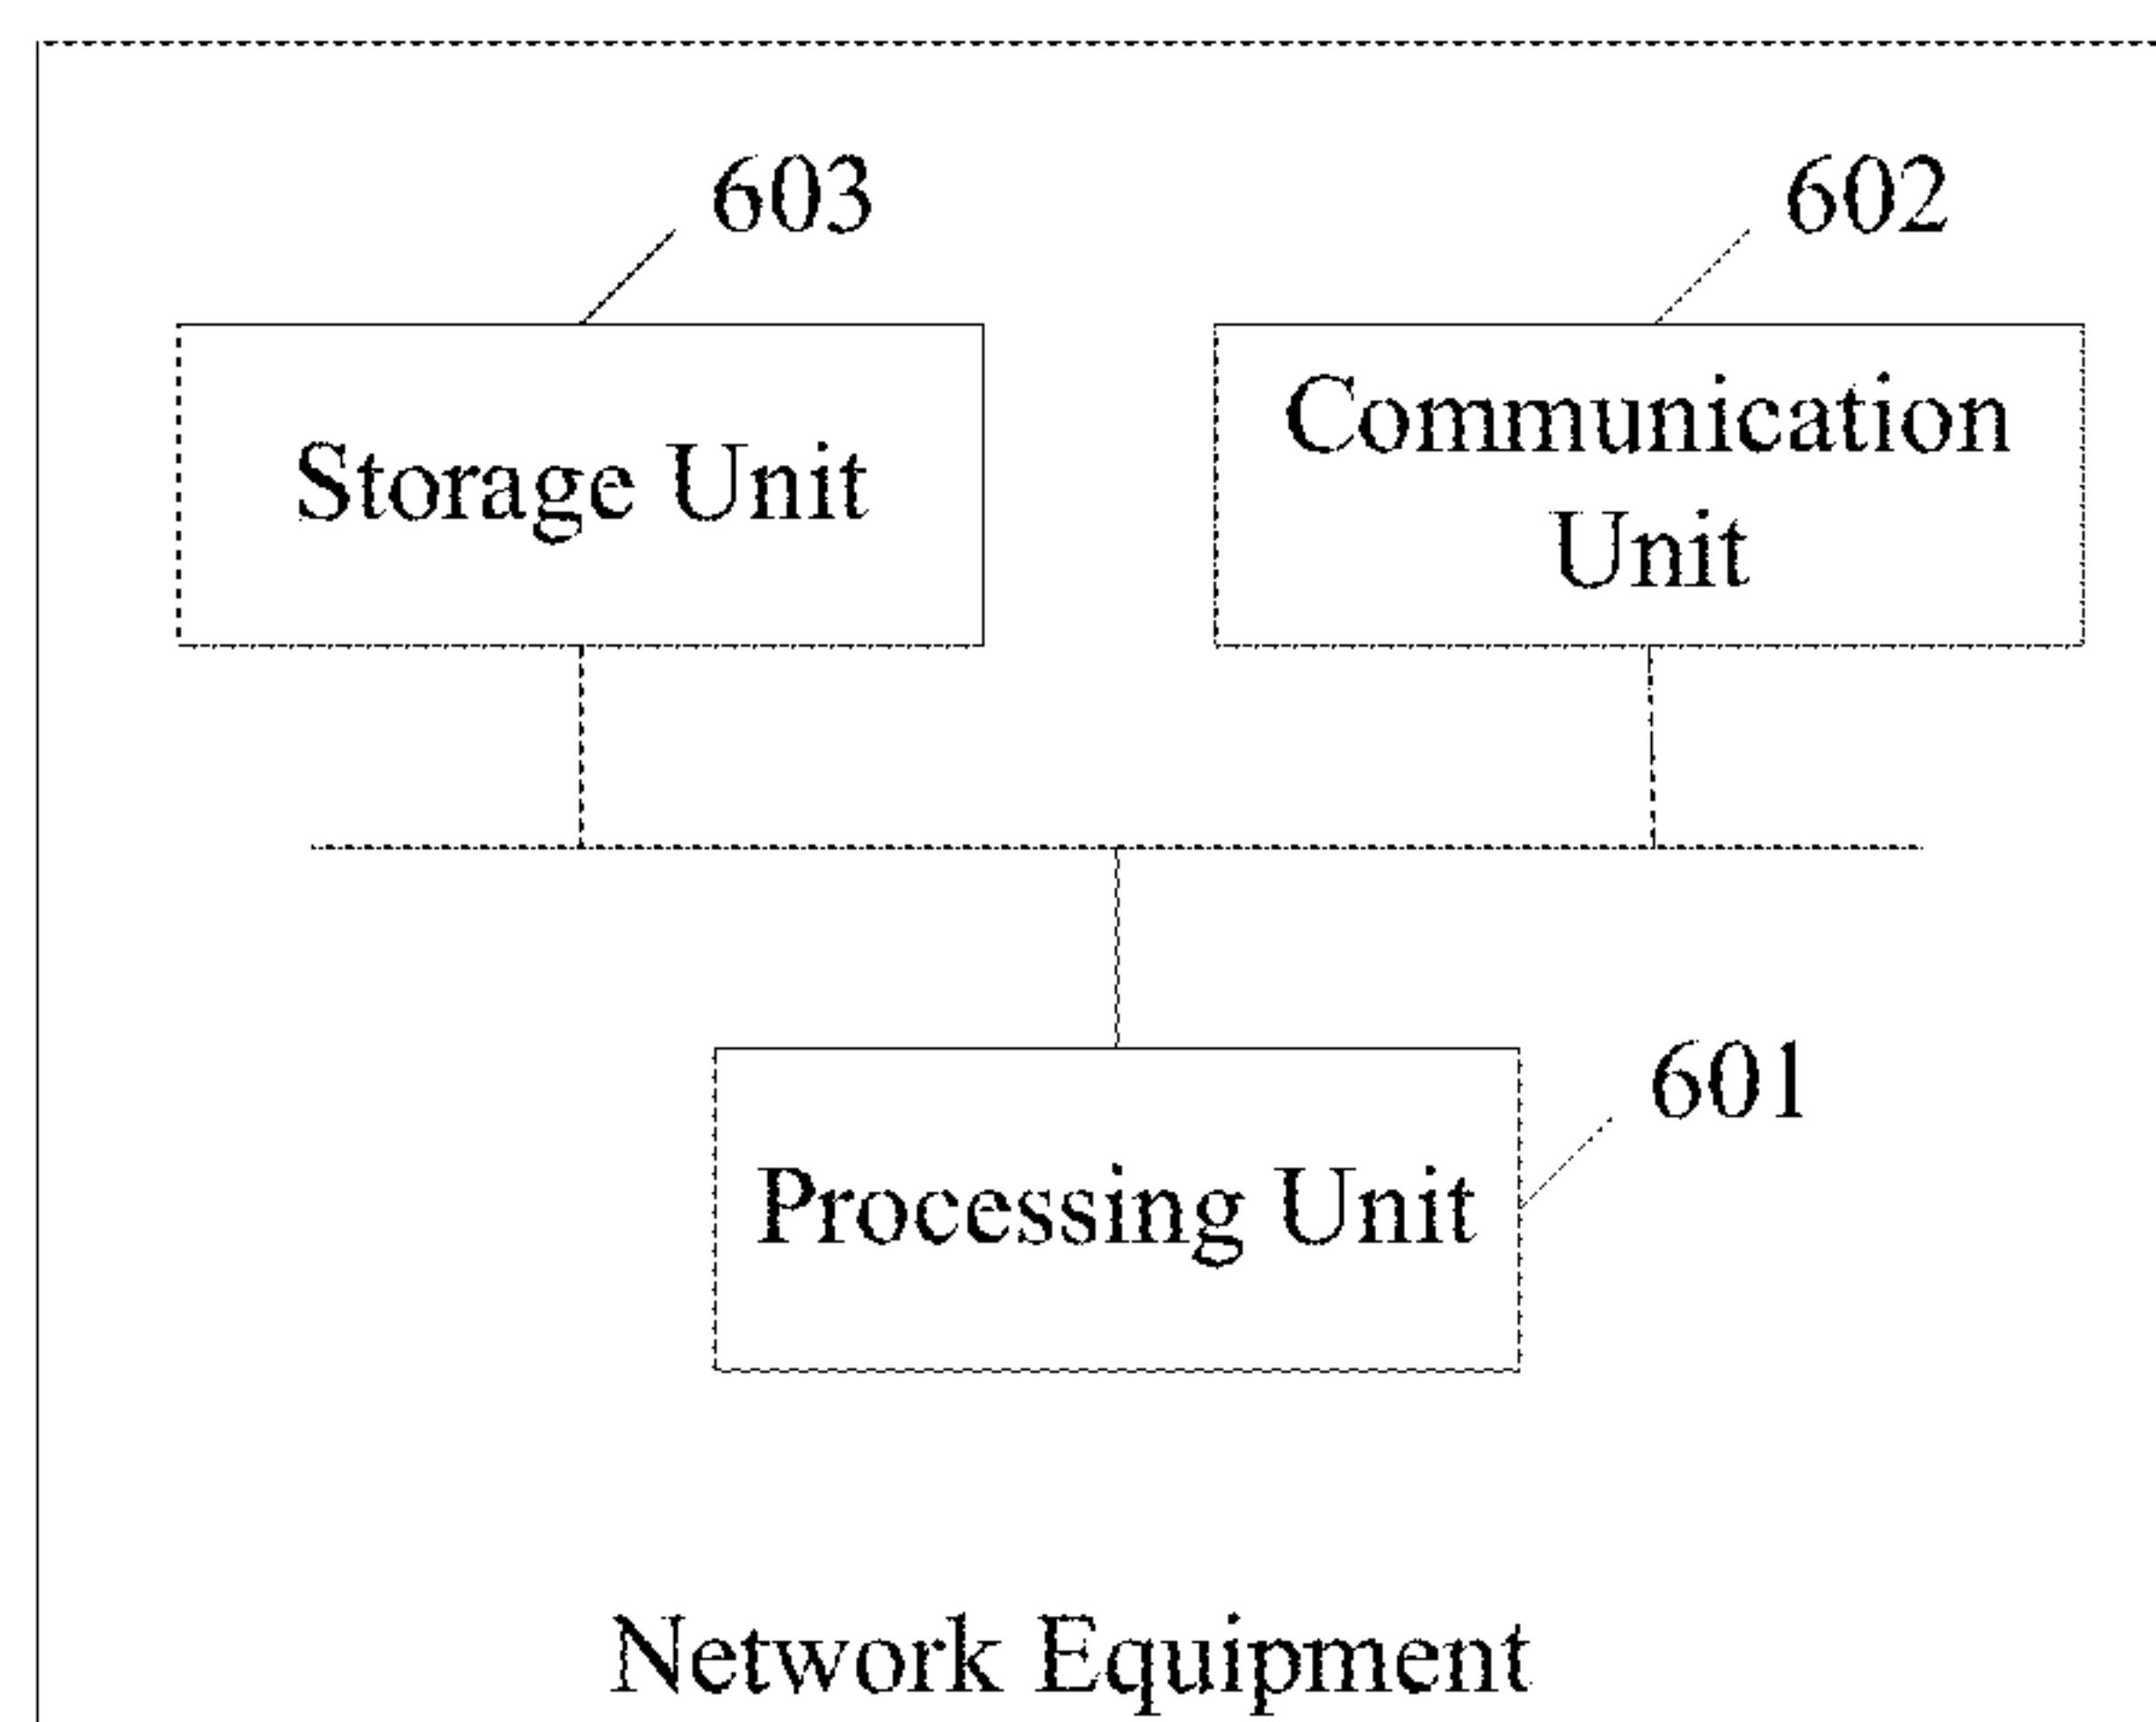 603
602
Storage Unit
Communication
Unit
601
Processing Unit
Network Equipment